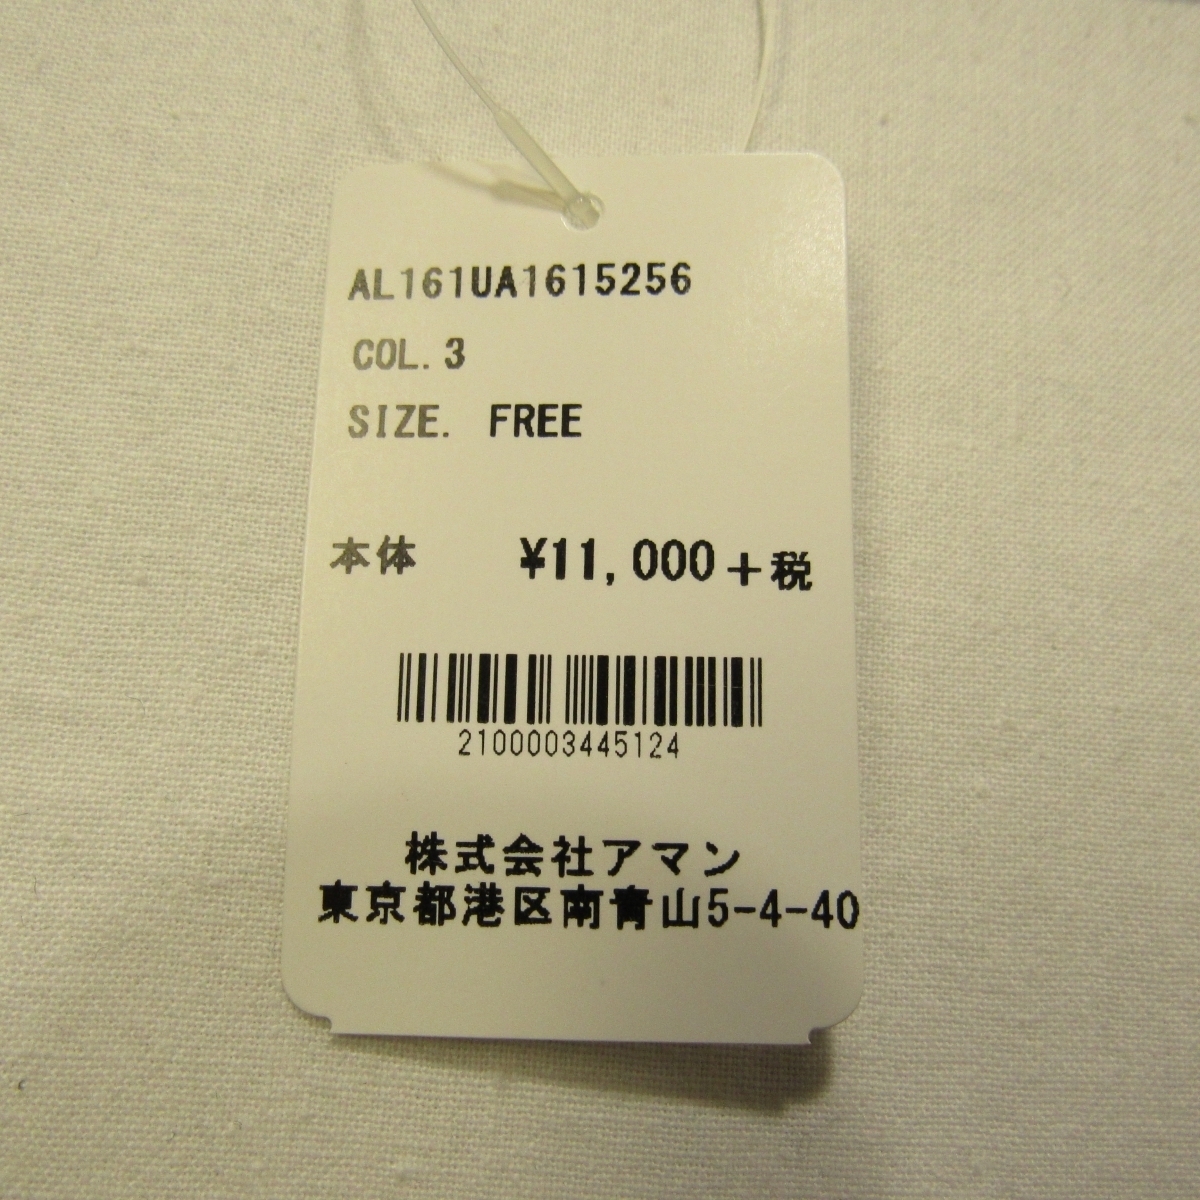 AL161UA1615256
COL.3
SIZE. FREE
本体 ¥11,000+税
2100003445124
株式会社アマン
東京都港区南青山5-4-40